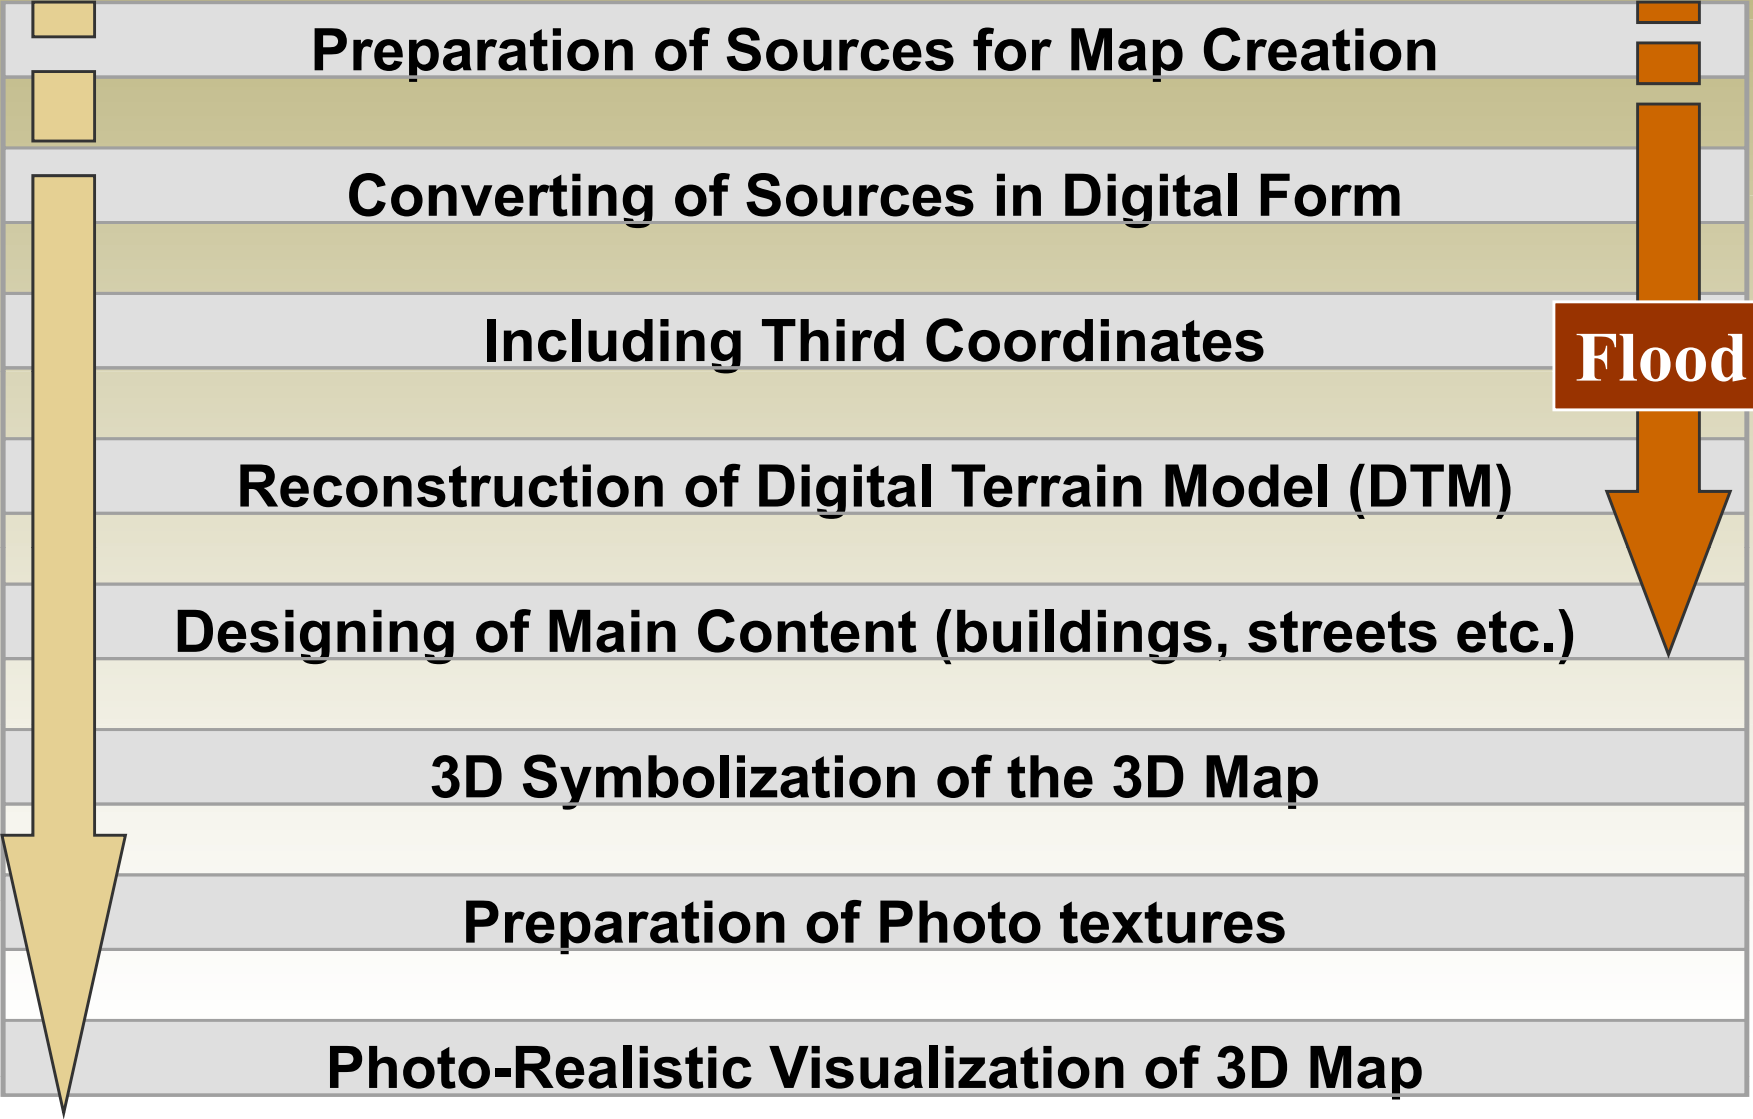 Preparation of Sources for Map Creation
Converting of Sources in Digital Form
Including Third Coordinates
Flood
Reconstruction of Digital Terrain Model (DTM)
Designing of Main Content (buildings, streets etc.)
3D Symbolization of the 3D Map
Preparation of Photo textures
Photo-Realistic Visualization of 3D Map